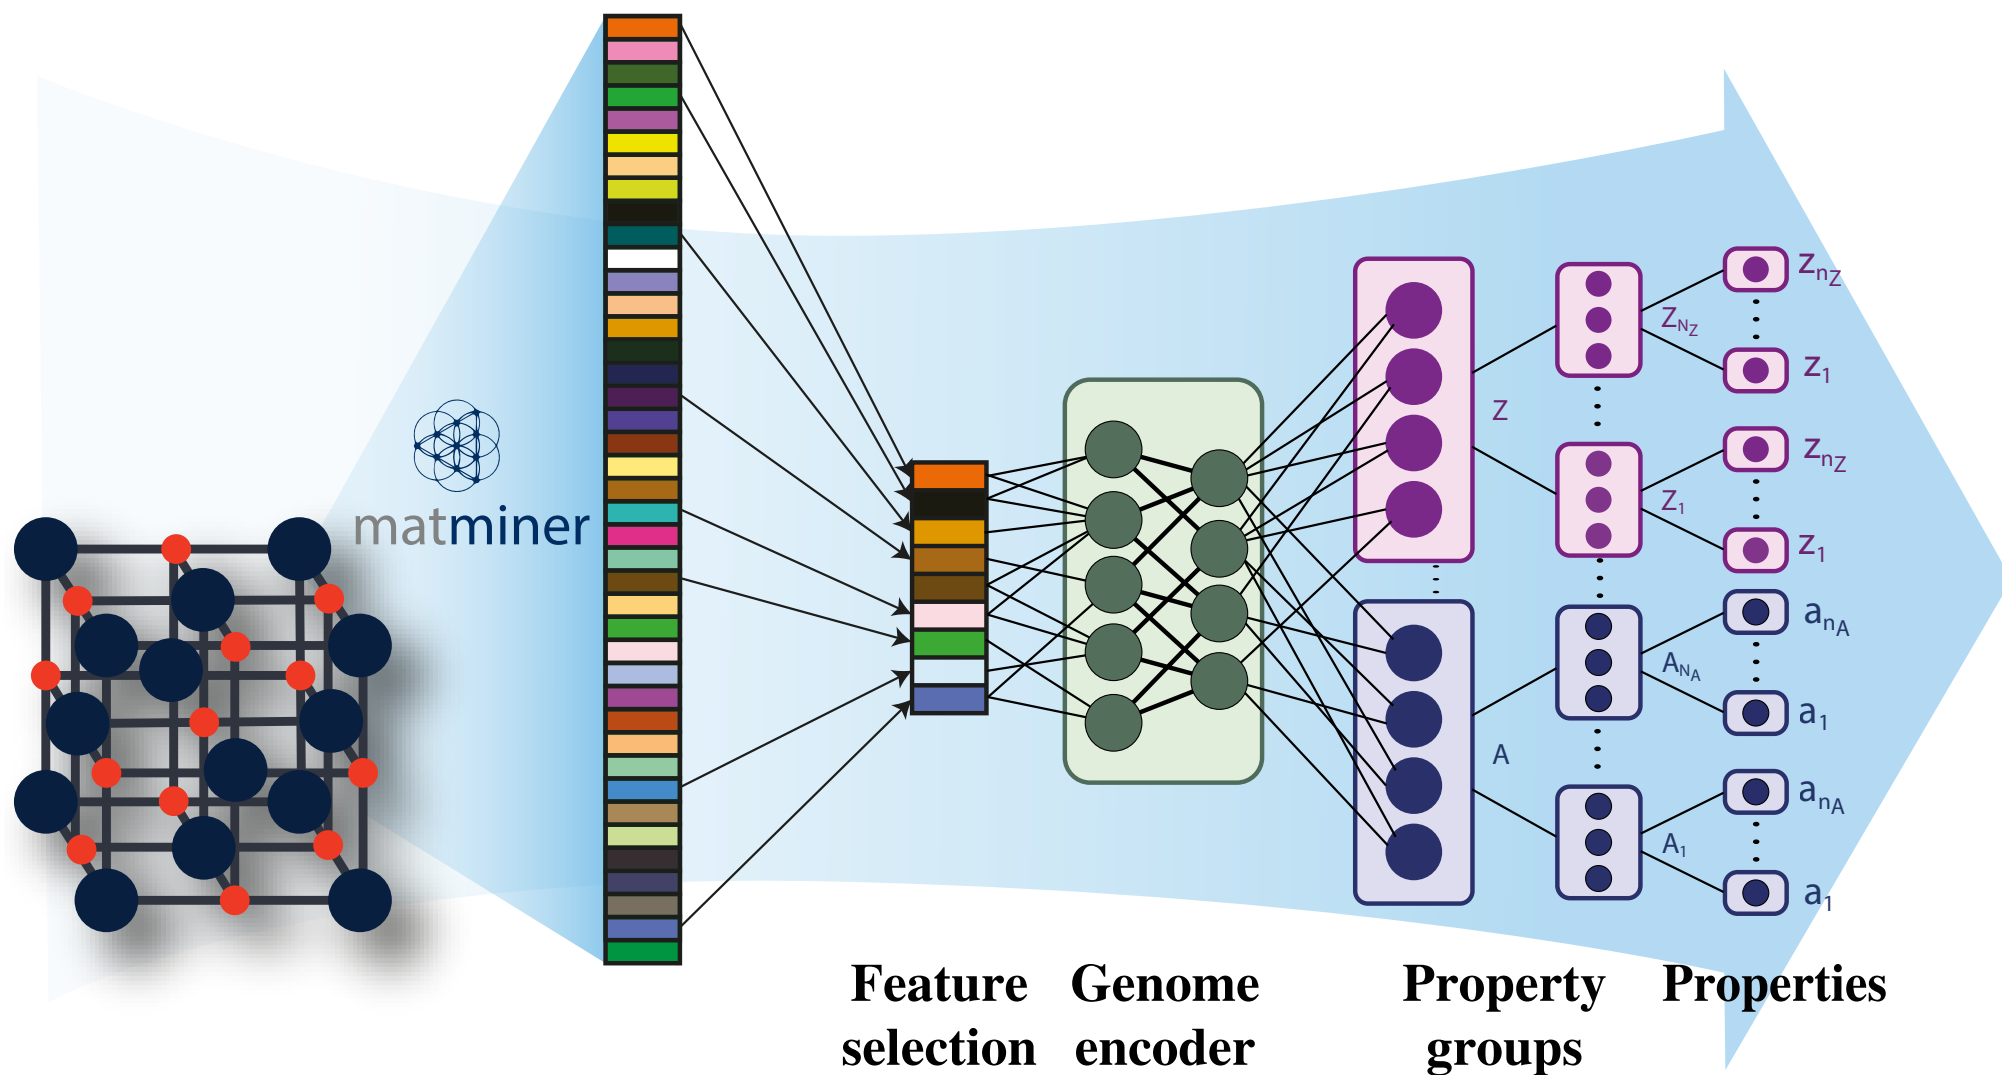 matminer
Z
A
Z_{N_Z}
Z_1
A_{N_A}
A_1
z_{n_Z}
z_1
z_{n_Z}
z_1
a_{n_A}
a_1
a_{n_A}
a_1
Feature
selection
Genome
encoder
Property
groups
Properties